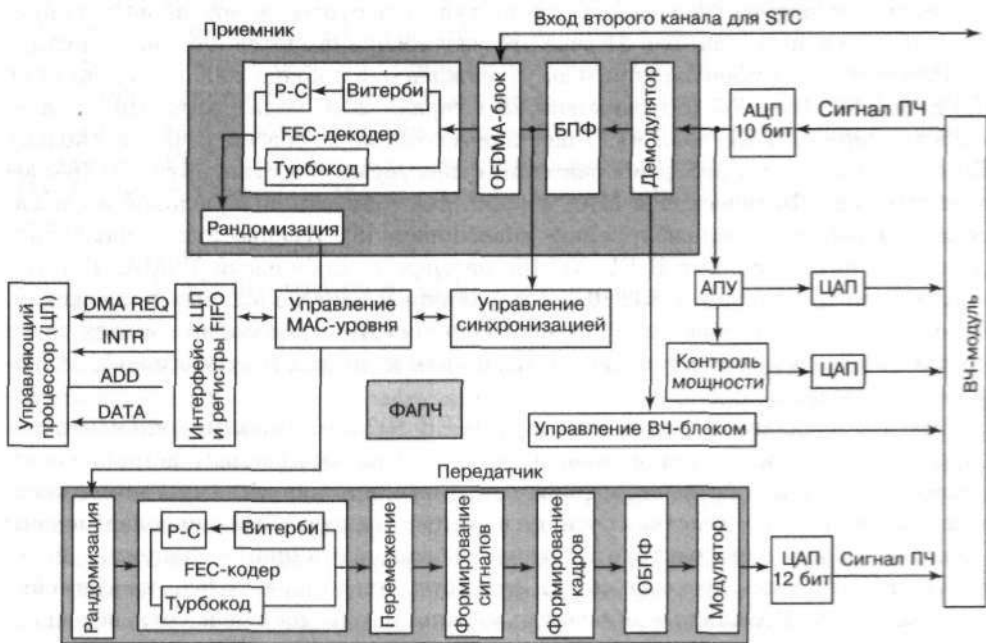 Вход второго канала для STC
Приемник
Р-С
Витерби
FEC-декодер
Турбокод
OFDMA-блок
БПФ
Демодулятор
АЦП
10 бит
Сигнал ПЧ
Рандомизация
ВЧ-модуль
Управляющий
процессор (ЦП)
DMA REQ
INTR
ADD
DATA
Интерфейс к ЦП
и регистры FIFO
Управление
MAC-уровня
Управление
синхронизацией
АПУ
ЦАП
Контроль
мощности
ЦАП
ФАПЧ
Управление ВЧ-блоком
Передатчик
Рандомизация
Р-С
Витерби
FEC-кодер
Турбокод
Перемежение
Формирование
сигналов
Формирование
кадров
ОБПФ
Модулятор
ЦАП
12 бит
Сигнал ПЧ